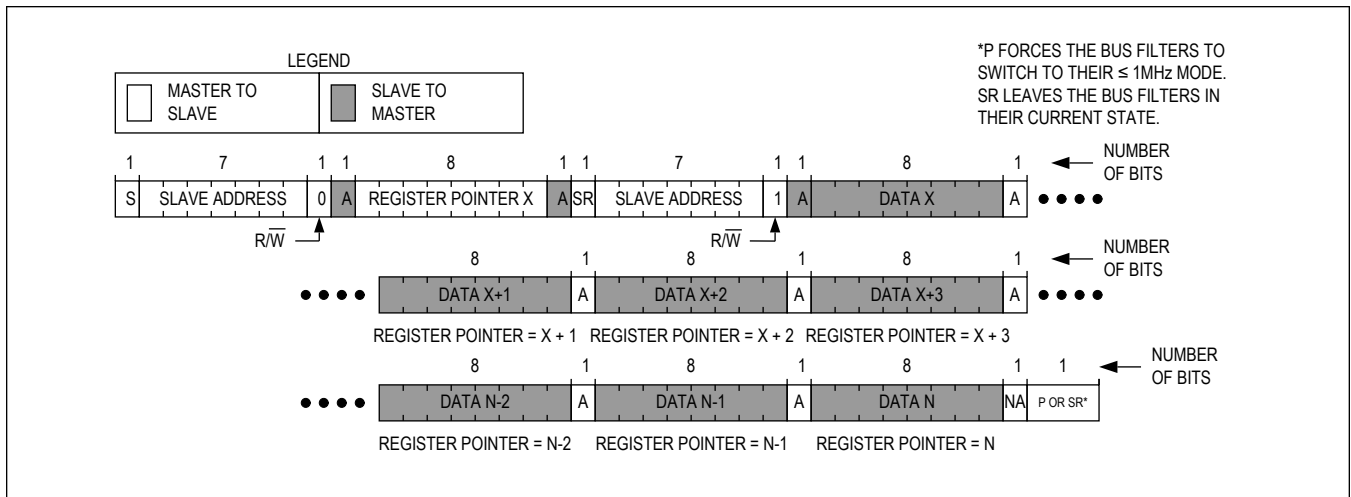 LEGEND
MASTER TO
SLAVE
SLAVE TO
MASTER
*P FORCES THE BUS FILTERS TO
SWITCH TO THEIR ≤ 1MHz MODE.
SR LEAVES THE BUS FILTERS IN
THEIR CURRENT STATE.
1 7 1 1 8 1 1 7 1 1 8 1 NUMBER
OF BITS
S SLAVE ADDRESS 0 A REGISTER POINTER X A SR SLAVE ADDRESS 1 A DATA X A
R/W̅ R/W̅
8 1 8 1 8 1 NUMBER
OF BITS
DATA X+1 A DATA X+2 A DATA X+3 A
REGISTER POINTER = X + 1 REGISTER POINTER = X + 2 REGISTER POINTER = X + 3
8 1 8 1 8 1 1 NUMBER
OF BITS
DATA N-2 A DATA N-1 A DATA N NA P OR SR*
REGISTER POINTER = N-2 REGISTER POINTER = N-1 REGISTER POINTER = N